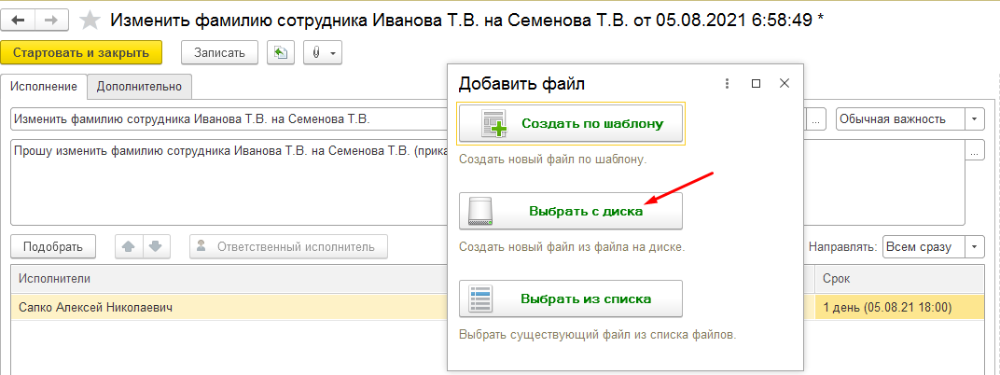 Изменить фамилию сотрудника Иванова Т.В. на Семенова Т.В. от 05.08.2021 6:58:49 *
Стартовать и закрыть
Записать
Исполнение
Дополнительно
Изменить фамилию сотрудника Иванова Т.В. на Семенова Т.В.
...
Обычная важность
Прошу изменить фамилию сотрудника Иванова Т.В. на Семенова Т.В.
...
Добавить файл
Создать по шаблону
Создать новый файл по шаблону.
Выбрать с диска
Создать новый файл из файла на диске.
Выбрать из списка
Выбрать существующий файл из списка файлов.
Подобрать
Ответственный исполнитель
Направлять:
Всем сразу
Исполнители
Срок
Сапко Алексей Николаевич
1 день (05.08.21 18:00)